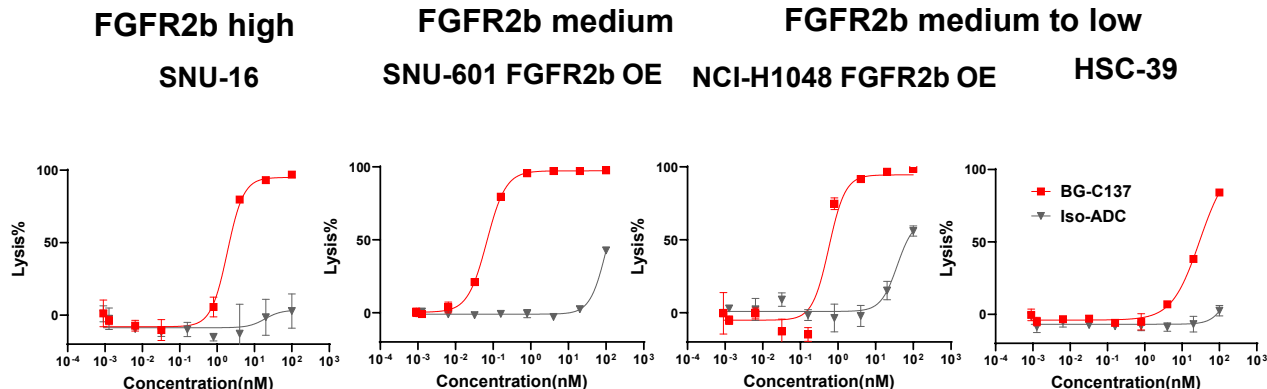 FGFR2b high
FGFR2b medium
FGFR2b medium to low
SNU-16
SNU-601 FGFR2b OE
NCI-H1048 FGFR2b OE
HSC-39
100
50
0
Lysis%
10-4 10-3 10-2 10-1 100 101 102 103
Concentration(nM)
100
50
0
Lysis%
10-4 10-3 10-2 10-1 100 101 102 103
Concentration(nM)
100
50
0
Lysis%
10-4 10-3 10-2 10-1 100 101 102 103
Concentration(nM)
100
50
0
Lysis%
BG-C137
Iso-ADC
10-4 10-3 10-2 10-1 100 101 102 103
Concentration(nM)